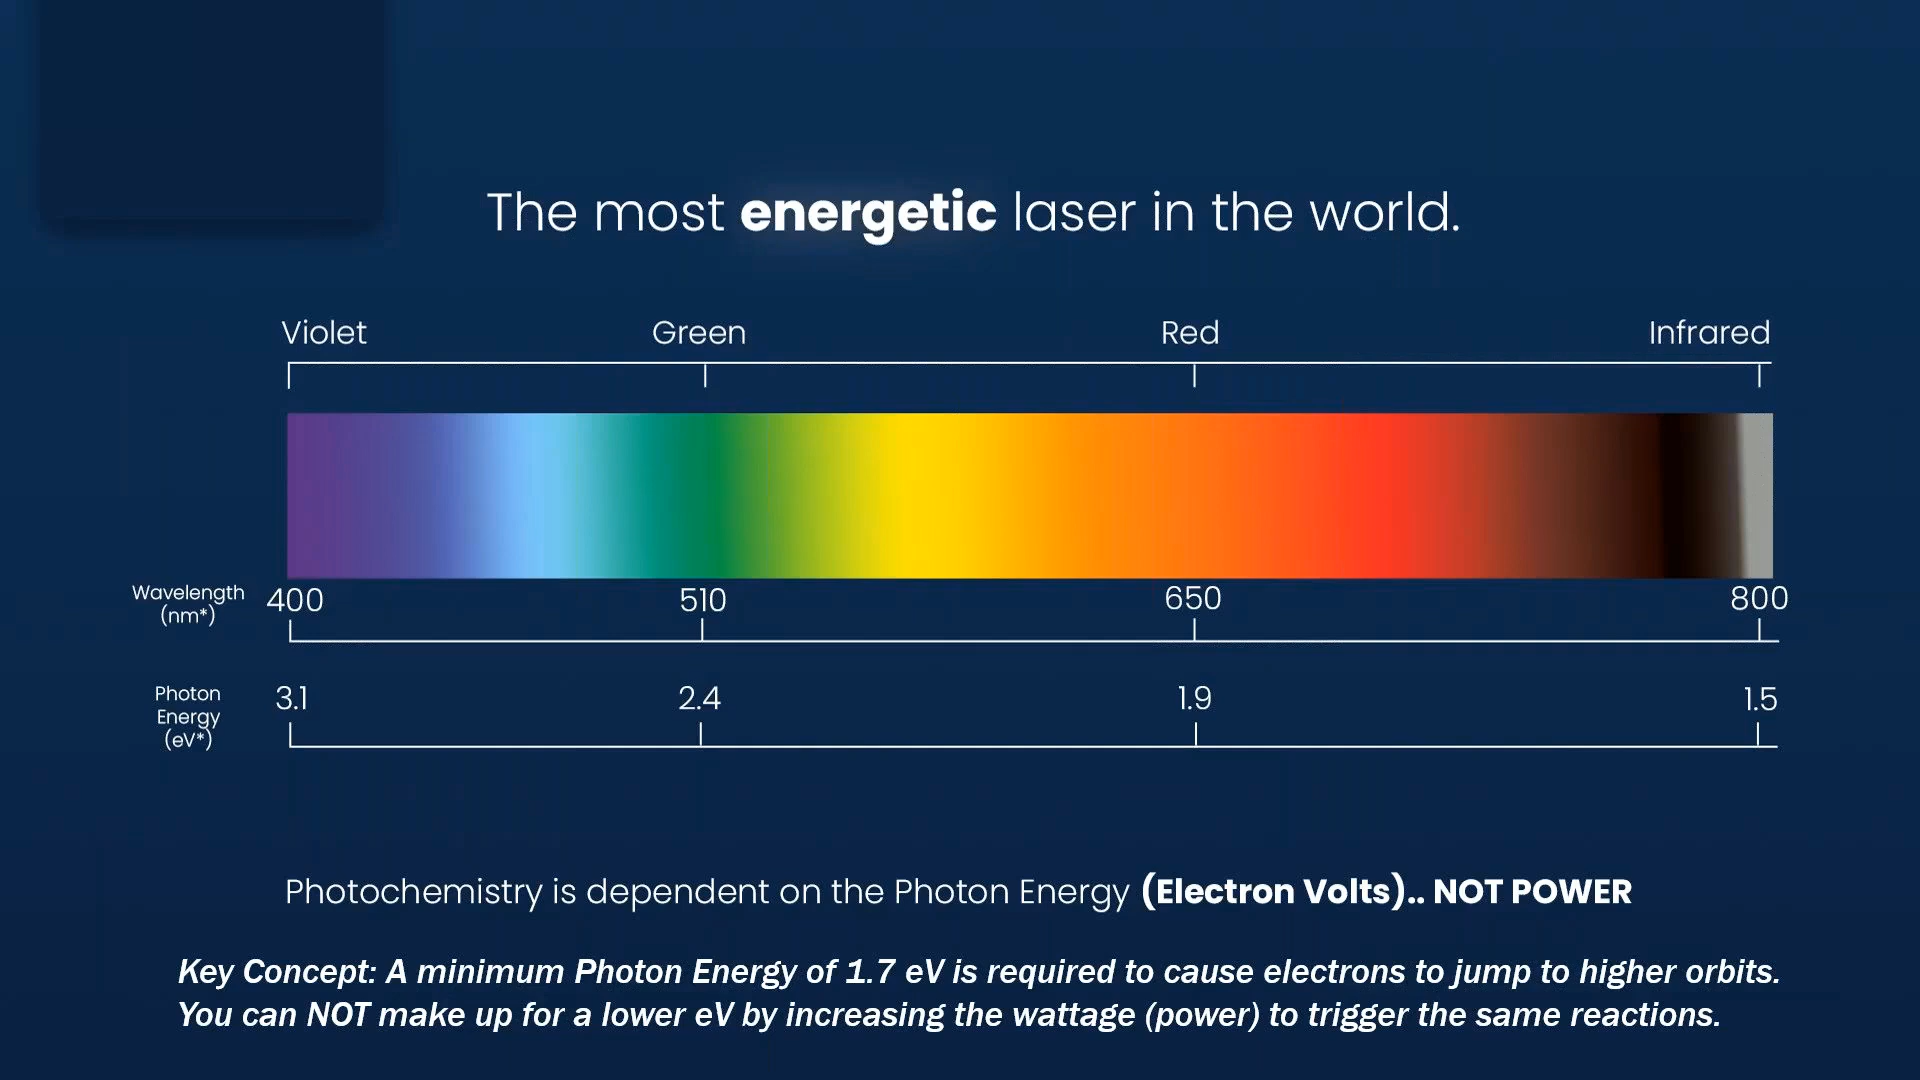 The most energetic laser in the world.
Violet Green Red Infrared
Wavelength
(nm*)
400 510 650 800
Photon
Energy
(eV*)
3.1 2.4 1.9 1.5
Photochemistry is dependent on the Photon Energy (Electron Volts).. NOT POWER
Key Concept: A minimum Photon Energy of 1.7 eV is required to cause electrons to jump to higher orbits.
You can NOT make up for a lower eV by increasing the wattage (power) to trigger the same reactions.